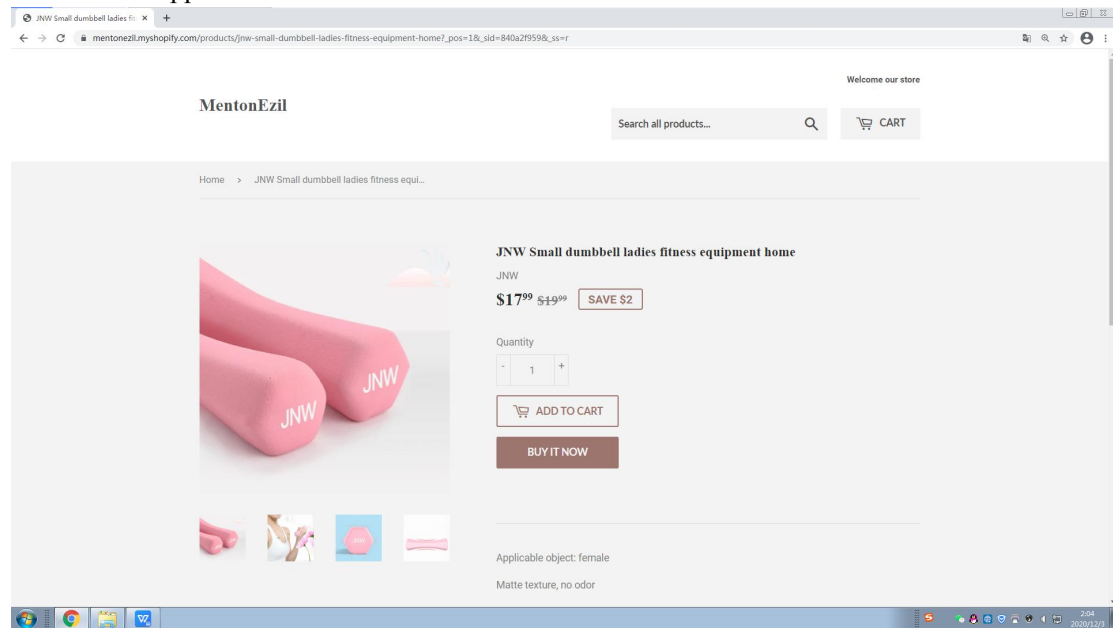 JNW Small dumbbell ladies fit
mentonezil.myshopify.com/products/jnw-small-dumbbell-ladies-fitness-equipment-home?_pos=1&_sid=840a2f959&_ss=r
Welcome our store
MentonEzil
Search all products...
CART
Home > JNW Small dumbbell ladies fitness equi...
JNW Small dumbbell ladies fitness equipment home
JNW
$17.99 $19.99 SAVE $2
Quantity
- 1 +
ADD TO CART
BUY IT NOW
JNW
JNW
JNW
Applicable object: female
Matte texture, no odor
2:04
2020/12/3